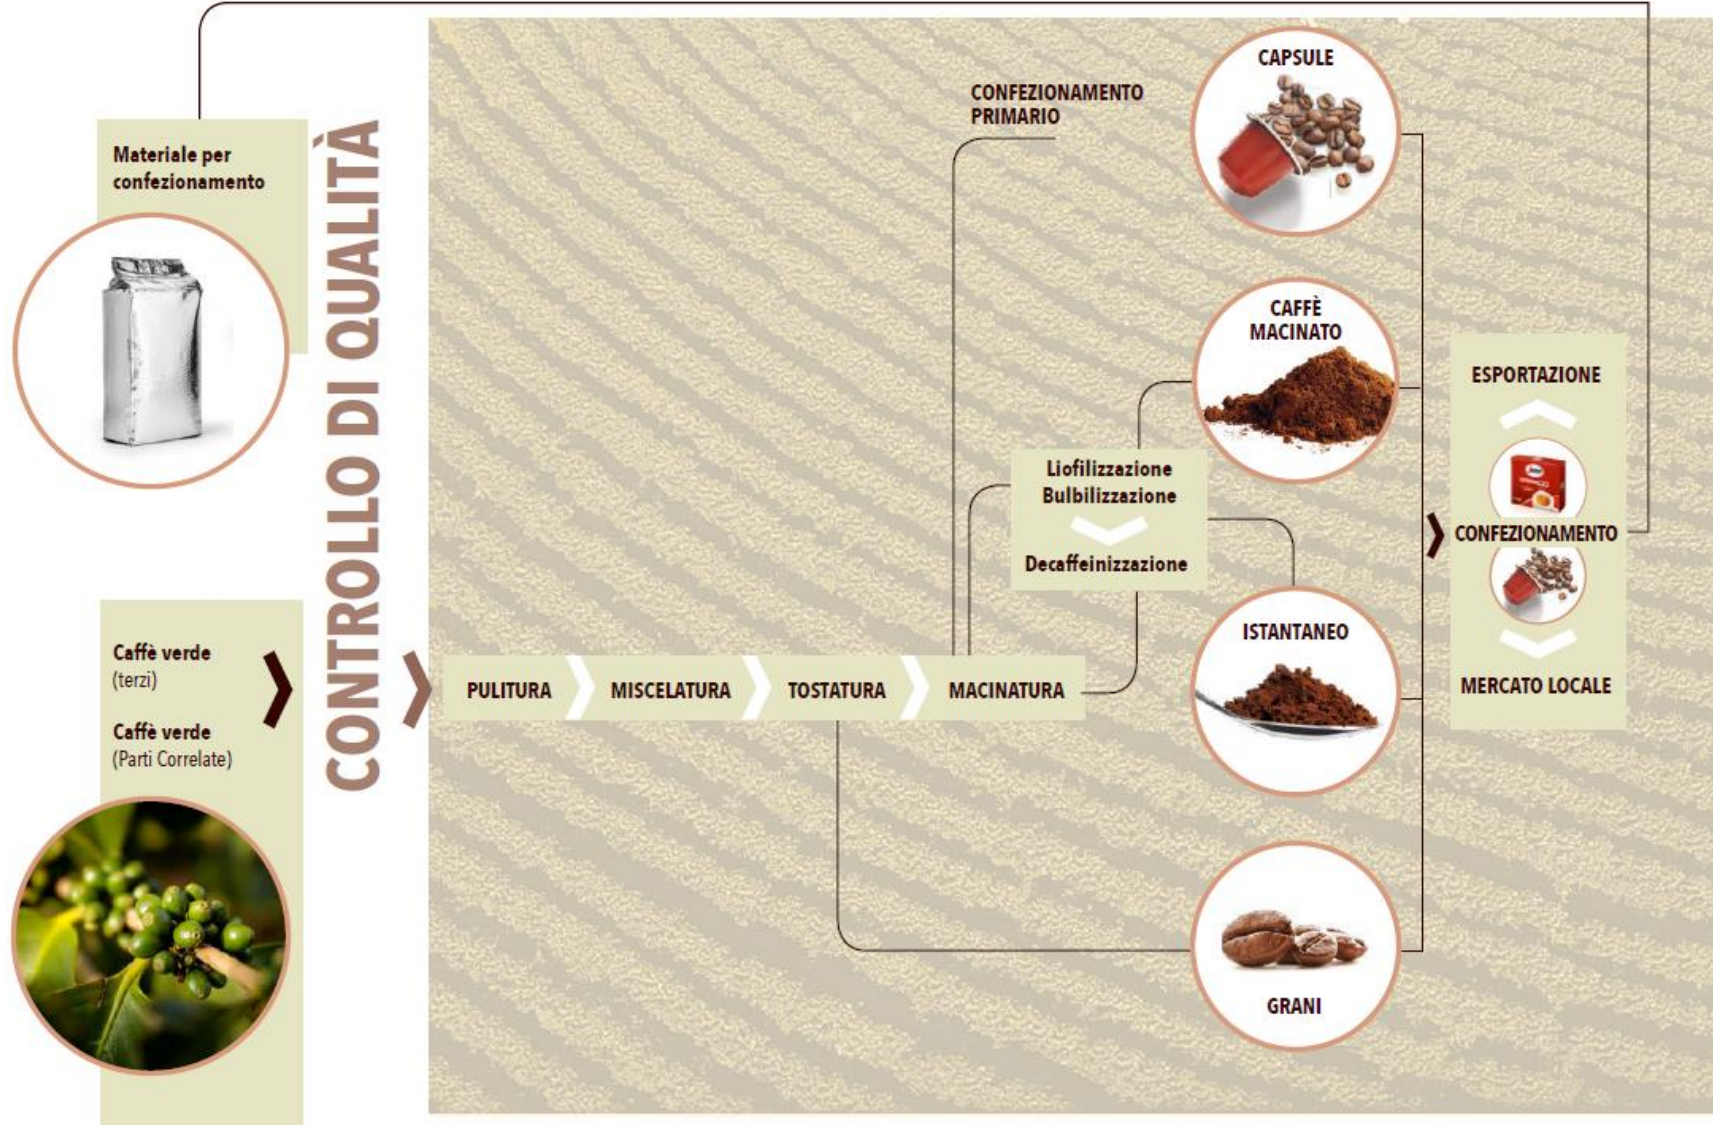 Materiale per
confezionamento
CONTROLLO DI QUALITÀ
Caffè verde
(terzi)
Caffè verde
(Parti Correlate)
PULITURA
MISCELATURA
TOSTATURA
MACINATURA
CONFEZIONAMENTO
PRIMARIO
Liofilizzazione
Bulbilizzazione
Decaffeinizzazione
CAPSULE
CAFFÈ
MACINATO
ISTANTANEO
GRANI
ESPORTAZIONE
CONFEZIONAMENTO
MERCATO LOCALE